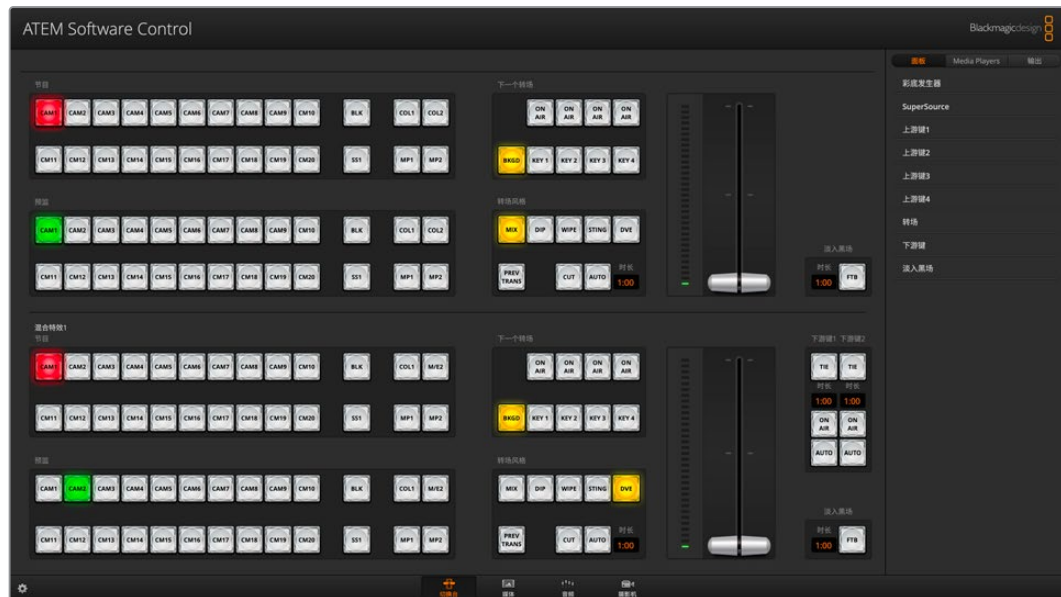 ATEM Software Control
Blackmagicdesign
面板 Media Players 输出
彩底发生器
SuperSource
上游键1
上游键2
上游键3
上游键4
转场
下游键
淡入黑场
节目
CAM1 CAM2 CAM3 CAM4 CAM5 CAM6 CAM7 CAM8 CAM9 CM10 BLK COL1 COL2
CM11 CM12 CM13 CM14 CM15 CM16 CM17 CM18 CM19 CM20 SS1 MP1 MP2
下一个转场
ON AIR ON AIR ON AIR ON AIR
BKGD KEY 1 KEY 2 KEY 3 KEY 4
预监
CAM1 CAM2 CAM3 CAM4 CAM5 CAM6 CAM7 CAM8 CAM9 CM10 BLK COL1 COL2
CM11 CM12 CM13 CM14 CM15 CM16 CM17 CM18 CM19 CM20 SS1 MP1 MP2
转场风格
MIX DIP WIPE STING DVE
时长
PREV TRANS CUT AUTO 1:00
淡入黑场
时长
1:00 FTB
混合特效1
节目
CAM1 CAM2 CAM3 CAM4 CAM5 CAM6 CAM7 CAM8 CAM9 CM10 BLK COL1 M/E2
CM11 CM12 CM13 CM14 CM15 CM16 CM17 CM18 CM19 CM20 SS1 MP1 MP2
下一个转场
ON AIR ON AIR ON AIR ON AIR
BKGD KEY 1 KEY 2 KEY 3 KEY 4
下游键1 下游键2
TIE TIE
时长 时长
1:00 1:00
ON AIR ON AIR
AUTO AUTO
预监
CAM1 CAM2 CAM3 CAM4 CAM5 CAM6 CAM7 CAM8 CAM9 CM10 BLK COL1 M/E2
CM11 CM12 CM13 CM14 CM15 CM16 CM17 CM18 CM19 CM20 SS1 MP1 MP2
转场风格
MIX DIP WIPE STING DVE
时长
PREV TRANS CUT AUTO 1:00
淡入黑场
时长
1:00 FTB
切换台 媒体 音频 摄影机